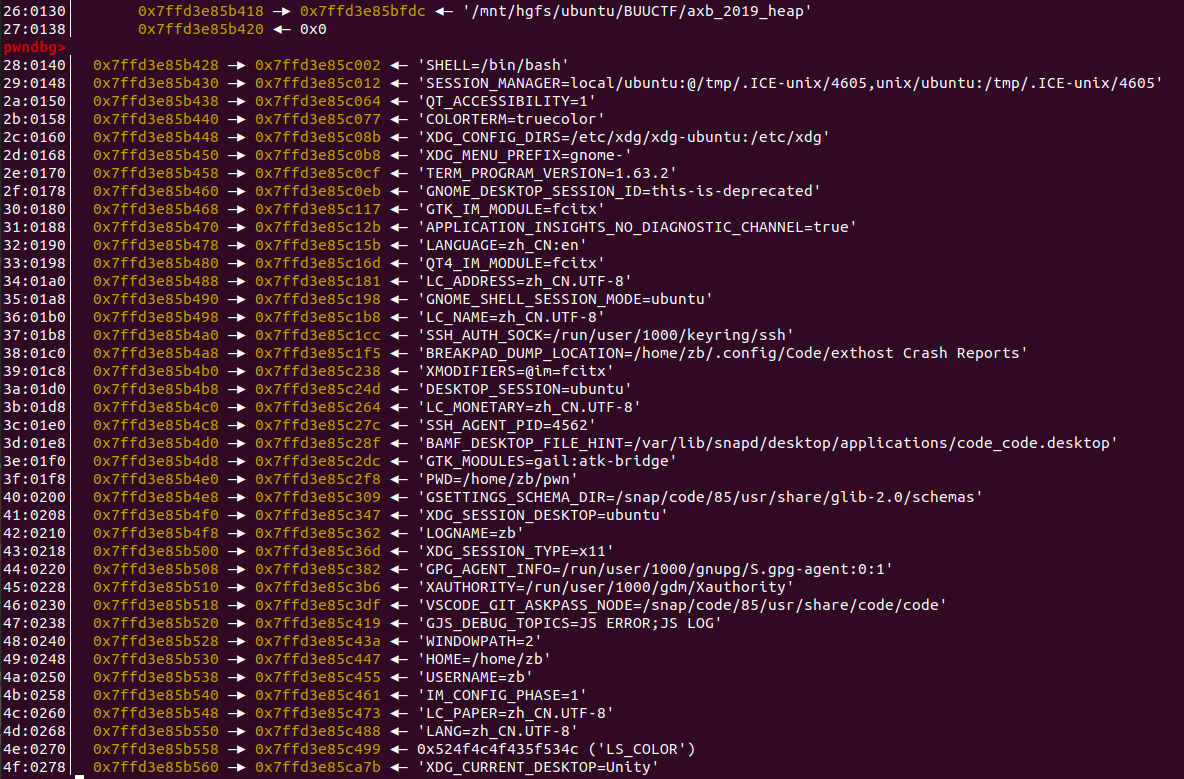 26:0130│ 0x7ffd3e85b418 —▸ 0x7ffd3e85bfdc ◂— '/mnt/hgfs/ubuntu/BUUCTF/axb_2019_heap'
27:0138│ 0x7ffd3e85b420 ◂— 0x0
pwndbg>
28:0140│ 0x7ffd3e85b428 —▸ 0x7ffd3e85c002 ◂— 'SHELL=/bin/bash'
29:0148│ 0x7ffd3e85b430 —▸ 0x7ffd3e85c012 ◂— 'SESSION_MANAGER=local/ubuntu:@/tmp/.ICE-unix/4605,unix/ubuntu:/tmp/.ICE-unix/4605'
2a:0150│ 0x7ffd3e85b438 —▸ 0x7ffd3e85c064 ◂— 'QT_ACCESSIBILITY=1'
2b:0158│ 0x7ffd3e85b440 —▸ 0x7ffd3e85c077 ◂— 'COLORTERM=truecolor'
2c:0160│ 0x7ffd3e85b448 —▸ 0x7ffd3e85c08b ◂— 'XDG_CONFIG_DIRS=/etc/xdg/xdg-ubuntu:/etc/xdg'
2d:0168│ 0x7ffd3e85b450 —▸ 0x7ffd3e85c0b8 ◂— 'XDG_MENU_PREFIX=gnome-'
2e:0170│ 0x7ffd3e85b458 —▸ 0x7ffd3e85c0cf ◂— 'TERM_PROGRAM_VERSION=1.63.2'
2f:0178│ 0x7ffd3e85b460 —▸ 0x7ffd3e85c0eb ◂— 'GNOME_DESKTOP_SESSION_ID=this-is-deprecated'
30:0180│ 0x7ffd3e85b468 —▸ 0x7ffd3e85c117 ◂— 'GTK_IM_MODULE=fcitx'
31:0188│ 0x7ffd3e85b470 —▸ 0x7ffd3e85c12b ◂— 'APPLICATION_INSIGHTS_NO_DIAGNOSTIC_CHANNEL=true'
32:0190│ 0x7ffd3e85b478 —▸ 0x7ffd3e85c15b ◂— 'LANGUAGE=zh_CN:en'
33:0198│ 0x7ffd3e85b480 —▸ 0x7ffd3e85c16d ◂— 'QT4_IM_MODULE=fcitx'
34:01a0│ 0x7ffd3e85b488 —▸ 0x7ffd3e85c181 ◂— 'LC_ADDRESS=zh_CN.UTF-8'
35:01a8│ 0x7ffd3e85b490 —▸ 0x7ffd3e85c198 ◂— 'GNOME_SHELL_SESSION_MODE=ubuntu'
36:01b0│ 0x7ffd3e85b498 —▸ 0x7ffd3e85c1b8 ◂— 'LC_NAME=zh_CN.UTF-8'
37:01b8│ 0x7ffd3e85b4a0 —▸ 0x7ffd3e85c1cc ◂— 'SSH_AUTH_SOCK=/run/user/1000/keyring/ssh'
38:01c0│ 0x7ffd3e85b4a8 —▸ 0x7ffd3e85c1f5 ◂— 'BREAKPAD_DUMP_LOCATION=/home/zb/.config/Code/exthost Crash Reports'
39:01c8│ 0x7ffd3e85b4b0 —▸ 0x7ffd3e85c238 ◂— 'XMODIFIERS=@im=fcitx'
3a:01d0│ 0x7ffd3e85b4b8 —▸ 0x7ffd3e85c24d ◂— 'DESKTOP_SESSION=ubuntu'
3b:01d8│ 0x7ffd3e85b4c0 —▸ 0x7ffd3e85c264 ◂— 'LC_MONETARY=zh_CN.UTF-8'
3c:01e0│ 0x7ffd3e85b4c8 —▸ 0x7ffd3e85c27c ◂— 'SSH_AGENT_PID=4562'
3d:01e8│ 0x7ffd3e85b4d0 —▸ 0x7ffd3e85c28f ◂— 'BAMF_DESKTOP_FILE_HINT=/var/lib/snapd/desktop/applications/code_code.desktop'
3e:01f0│ 0x7ffd3e85b4d8 —▸ 0x7ffd3e85c2dc ◂— 'GTK_MODULES=gail:atk-bridge'
3f:01f8│ 0x7ffd3e85b4e0 —▸ 0x7ffd3e85c2f8 ◂— 'PWD=/home/zb/pwn'
40:0200│ 0x7ffd3e85b4e8 —▸ 0x7ffd3e85c309 ◂— 'GSETTINGS_SCHEMA_DIR=/snap/code/85/usr/share/glib-2.0/schemas'
41:0208│ 0x7ffd3e85b4f0 —▸ 0x7ffd3e85c347 ◂— 'XDG_SESSION_DESKTOP=ubuntu'
42:0210│ 0x7ffd3e85b4f8 —▸ 0x7ffd3e85c362 ◂— 'LOGNAME=zb'
43:0218│ 0x7ffd3e85b500 —▸ 0x7ffd3e85c36d ◂— 'XDG_SESSION_TYPE=x11'
44:0220│ 0x7ffd3e85b508 —▸ 0x7ffd3e85c382 ◂— 'GPG_AGENT_INFO=/run/user/1000/gnupg/S.gpg-agent:0:1'
45:0228│ 0x7ffd3e85b510 —▸ 0x7ffd3e85c3b6 ◂— 'XAUTHORITY=/run/user/1000/gdm/Xauthority'
46:0230│ 0x7ffd3e85b518 —▸ 0x7ffd3e85c3df ◂— 'VSCODE_GIT_ASKPASS_NODE=/snap/code/85/usr/share/code/code'
47:0238│ 0x7ffd3e85b520 —▸ 0x7ffd3e85c419 ◂— 'GJS_DEBUG_TOPICS=JS ERROR;JS LOG'
48:0240│ 0x7ffd3e85b528 —▸ 0x7ffd3e85c43a ◂— 'WINDOWPATH=2'
49:0248│ 0x7ffd3e85b530 —▸ 0x7ffd3e85c447 ◂— 'HOME=/home/zb'
4a:0250│ 0x7ffd3e85b538 —▸ 0x7ffd3e85c455 ◂— 'USERNAME=zb'
4b:0258│ 0x7ffd3e85b540 —▸ 0x7ffd3e85c461 ◂— 'IM_CONFIG_PHASE=1'
4c:0260│ 0x7ffd3e85b548 —▸ 0x7ffd3e85c473 ◂— 'LC_PAPER=zh_CN.UTF-8'
4d:0268│ 0x7ffd3e85b550 —▸ 0x7ffd3e85c488 ◂— 'LANG=zh_CN.UTF-8'
4e:0270│ 0x7ffd3e85b558 —▸ 0x7ffd3e85c499 ◂— 0x524f4c4f435f534c ('LS_COLOR')
4f:0278│ 0x7ffd3e85b560 —▸ 0x7ffd3e85ca7b ◂— 'XDG_CURRENT_DESKTOP=Unity'